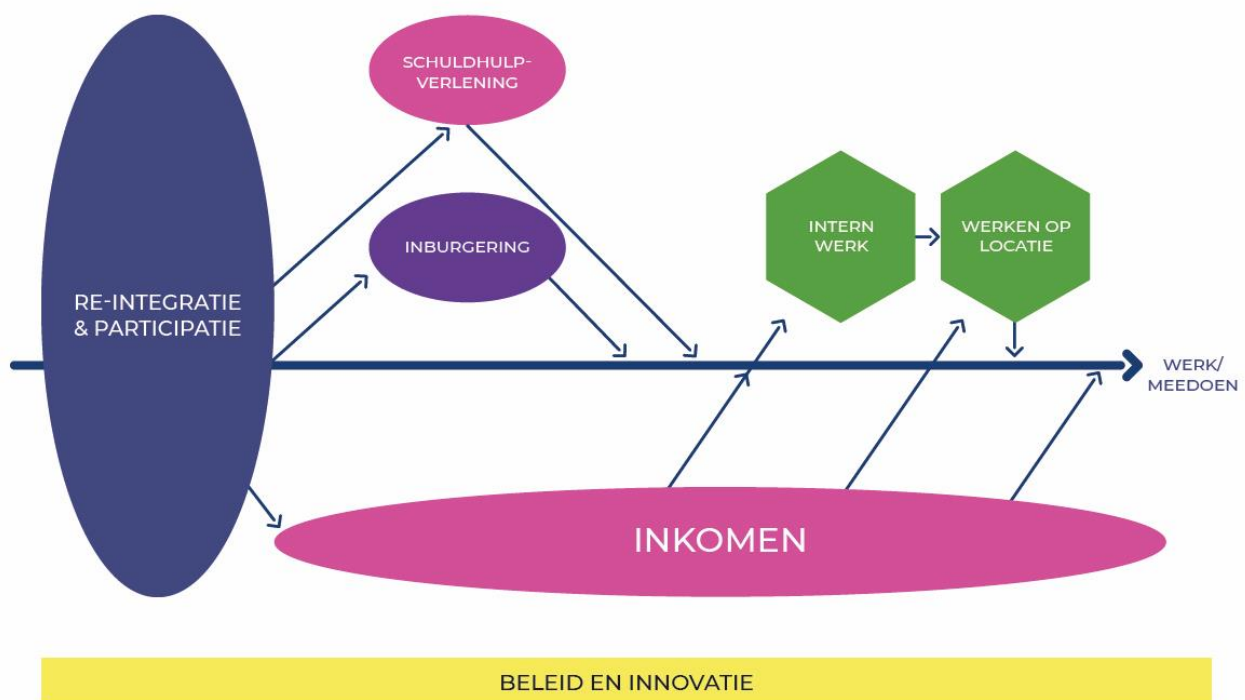 SCHULDHULP-
VERLENING
INBURGERING
INTERN
WERK
WERKEN OP
LOCATIE
RE-INTEGRATIE
& PARTICIPATIE
WERK/
MEEDOEN
INKOMEN
BELEID EN INNOVATIE